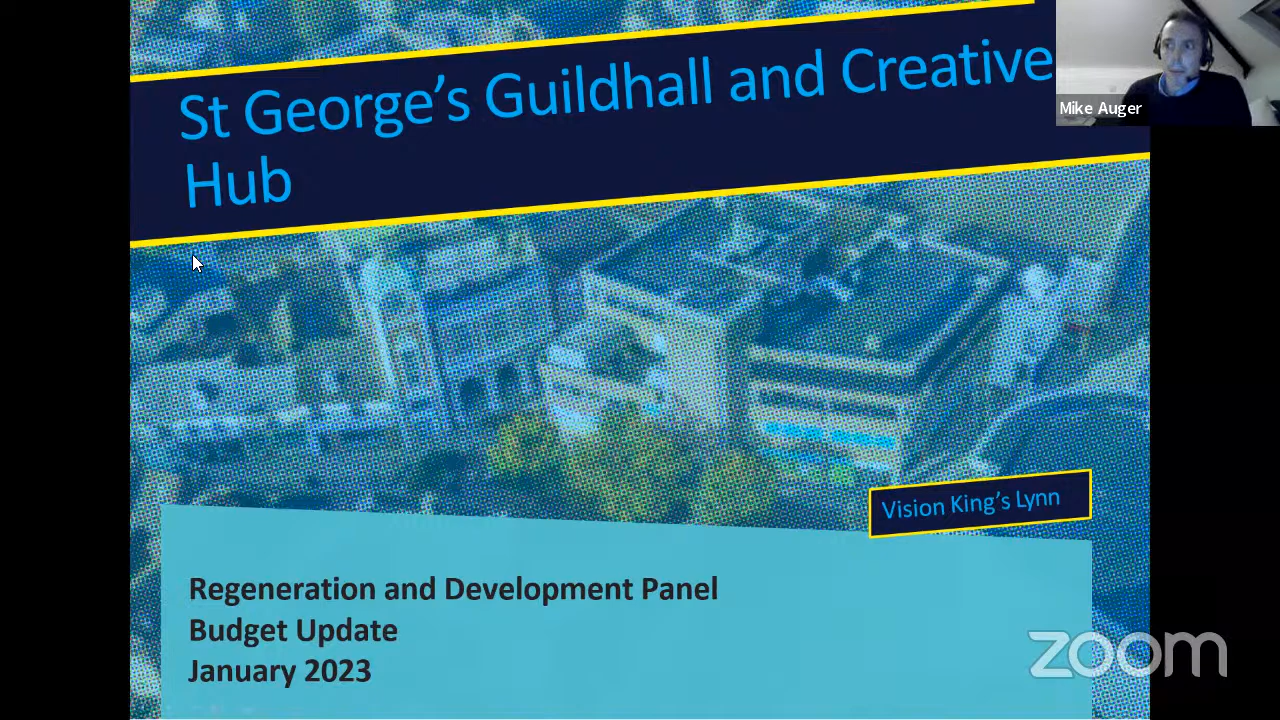 St George's Guildhall and Creative
Hub
Mike Auger
Vision King's Lynn
Regeneration and Development Panel
Budget Update
January 2023
zoom